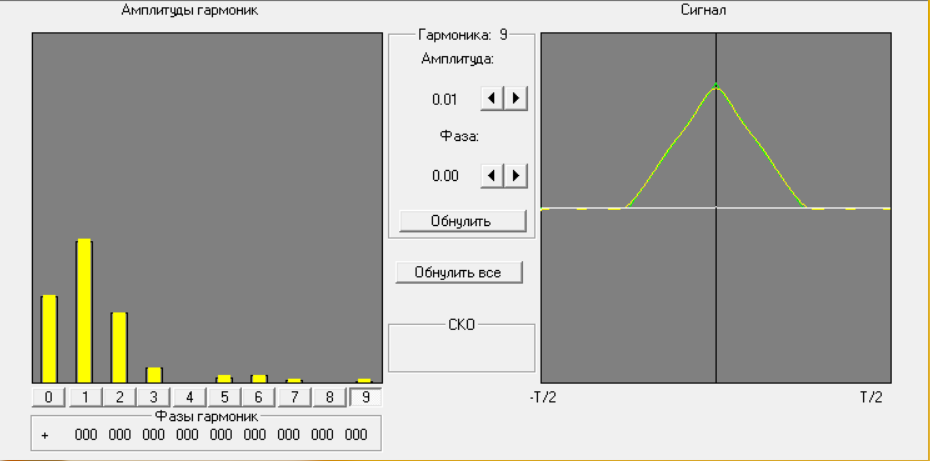 Амплитуды гармоник
Сигнал
Гармоника: 9
Амплитуда:
0.01
Фаза:
0.00
Обнулить
Обнулить все
СКО
0 1 2 3 4 5 6 7 8 9
-T/2 T/2
Фазы гармоник
+ 000 000 000 000 000 000 000 000 000